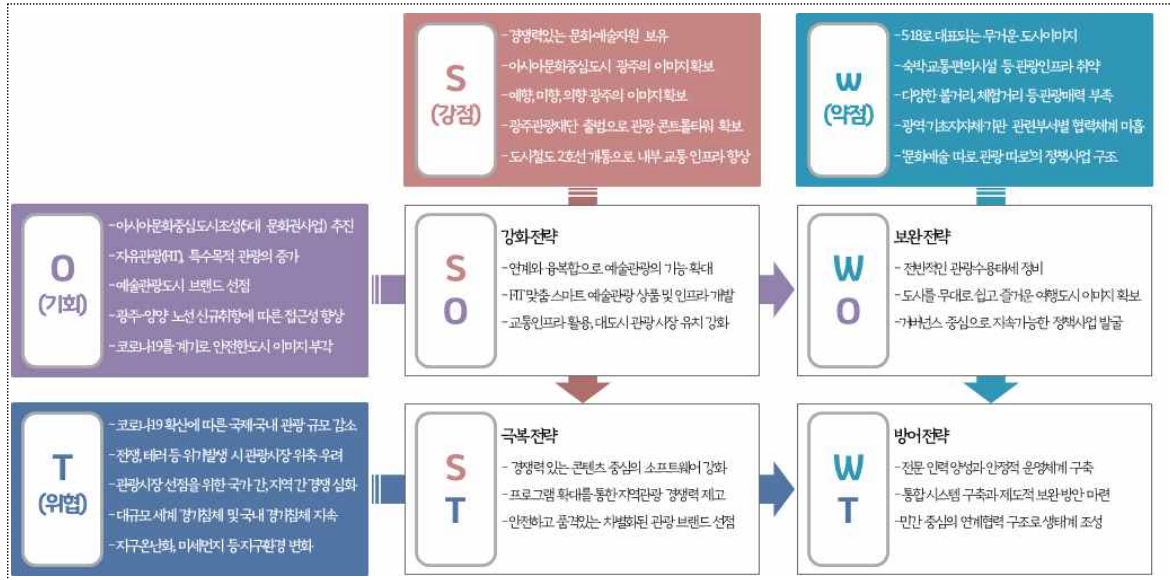 S
(강점)
- 경쟁력있는 문화·예술자원 보유
- 아시아문화중심도시 광주의 이미지 확보
- 예향, 미향, 의향 광주의 이미지 확보
- 광주관광재단 출범으로 관광 콘트롤타워 확보
- 도시철도 2호선 개통으로 내부 교통 인프라 향상
W
(약점)
- 5·18로 대표되는 무거운 도시이미지
- 숙박·교통·편의시설 등 관광인프라 취약
- 다양한 볼거리, 체험거리 등 관광매력 부족
- 광역·기초지자체·기관 관련부서별 협력체계 미흡
- '문화예술 따로 관광 따로'의 정책사업 구조
O
(기회)
- 아시아문화중심도시조성(5대 문화권사업) 추진
- 자유관광(FIT), 특수목적 관광의 증가
- 예술관광도시 브랜드 선점
- 광주-양양 노선 신규취항에 따른 접근성 향상
- 코로나19를 계기로 안전한도시 이미지 부각
S
O
강화전략
- 연계와 융복합으로 예술관광의 기능 확대
- FIT 맞춤 스마트 예술관광 상품 및 인프라 개발
- 교통인프라 활용, 대도시 관광시장 유치 강화
W
O
보완전략
- 전반적인 관광수용태세 정비
- 도시를 무대로 쉽고 즐거운 여행도시 이미지 확보
- 거버넌스 중심으로 지속가능한 정책사업 발굴
T
(위협)
- 코로나19 확산에 따른 국제·국내 관광 규모 감소
- 전쟁, 테러 등 위기발생 시 관광시장 위축 우려
- 관광시장 선점을 위한 국가 간, 지역 간 경쟁 심화
- 대규모 세계 경기침체 및 국내 경기침체 지속
- 지구온난화, 미세먼지 등 지구환경 변화
S
T
극복전략
- 경쟁력 있는 콘텐츠 중심의 소프트웨어 강화
- 프로그램 확대를 통한 지역관광 경쟁력 제고
- 안전하고 품격있는 차별화된 관광 브랜드 선점
W
T
방어전략
- 전문 인력 양성과 안정적 운영체계 구축
- 통합 시스템 구축과 제도적 보완 방안 마련
- 민간 중심의 연계협력 구조로 생태계 조성